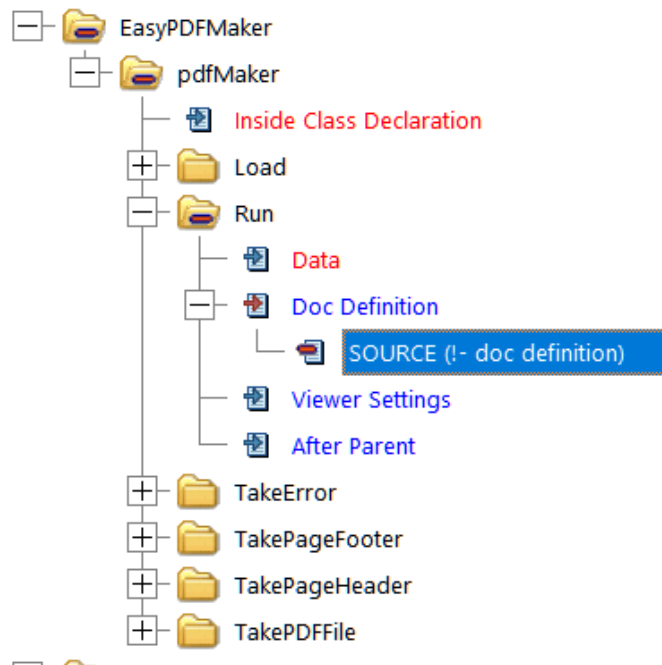 EasyPDFMaker
pdfMaker
Inside Class Declaration
Load
Run
Data
Doc Definition
SOURCE (!- doc definition)
Viewer Settings
After Parent
TakeError
TakePageFooter
TakePageHeader
TakePDFFile